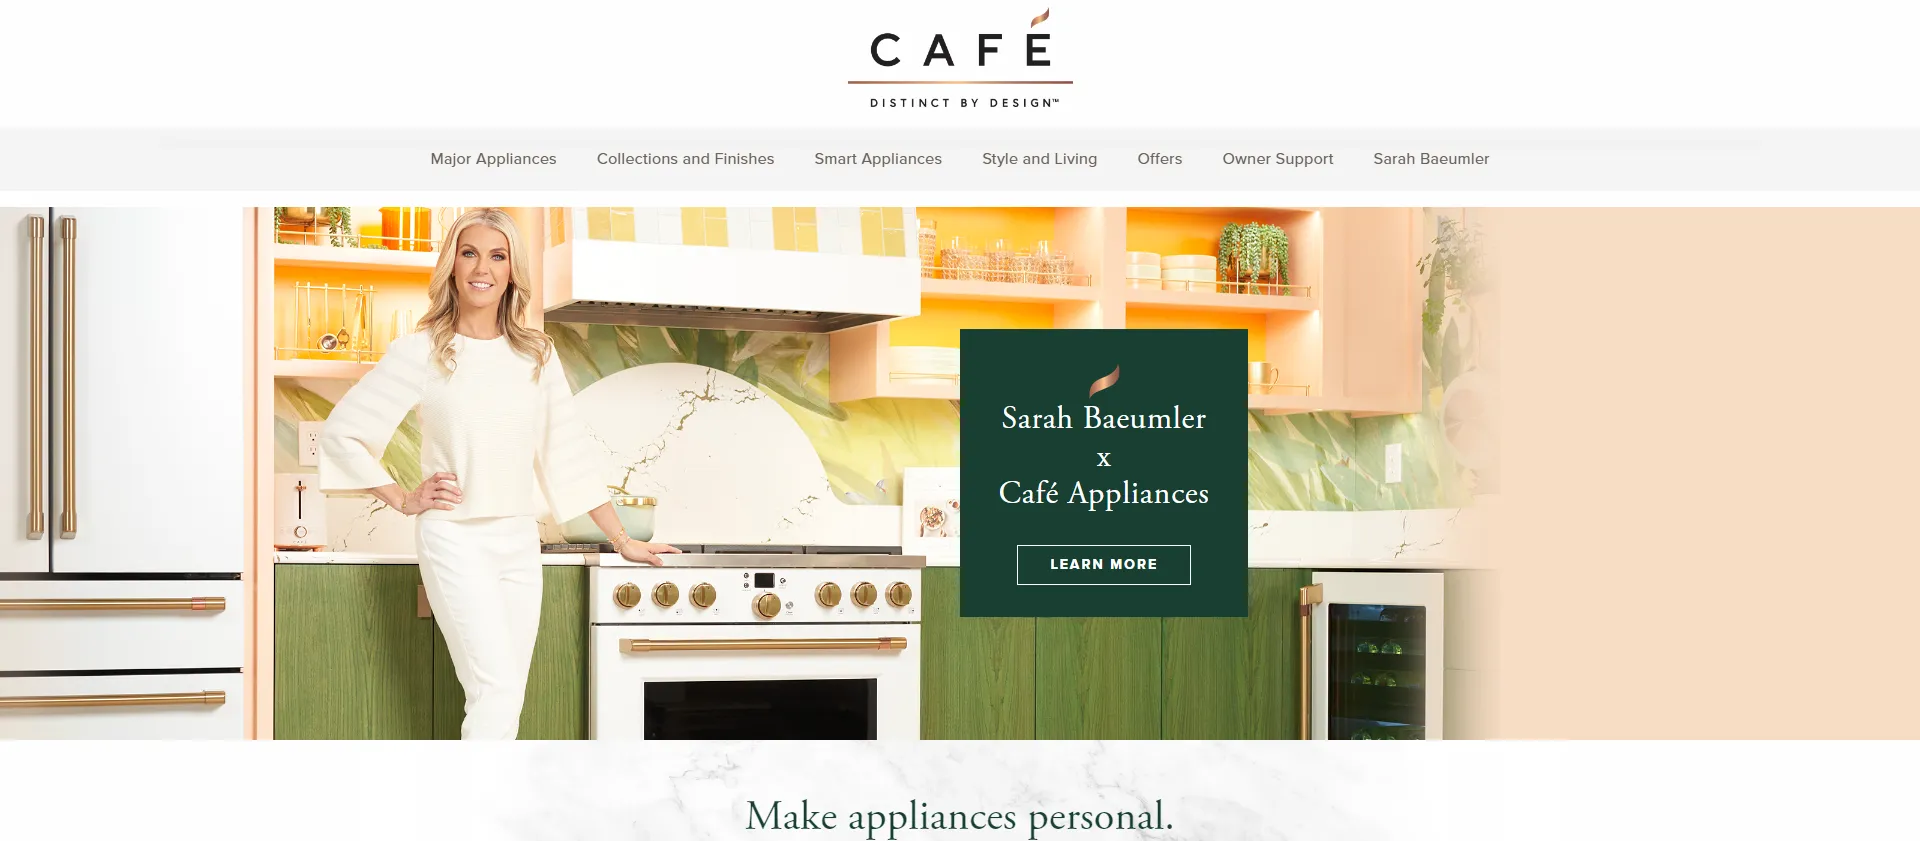 CAFÉ
DISTINCT BY DESIGN™
Major Appliances
Collections and Finishes
Smart Appliances
Style and Living
Offers
Owner Support
Sarah Baeumler
Sarah Baeumler
x
Café Appliances
LEARN MORE
Make appliances personal.